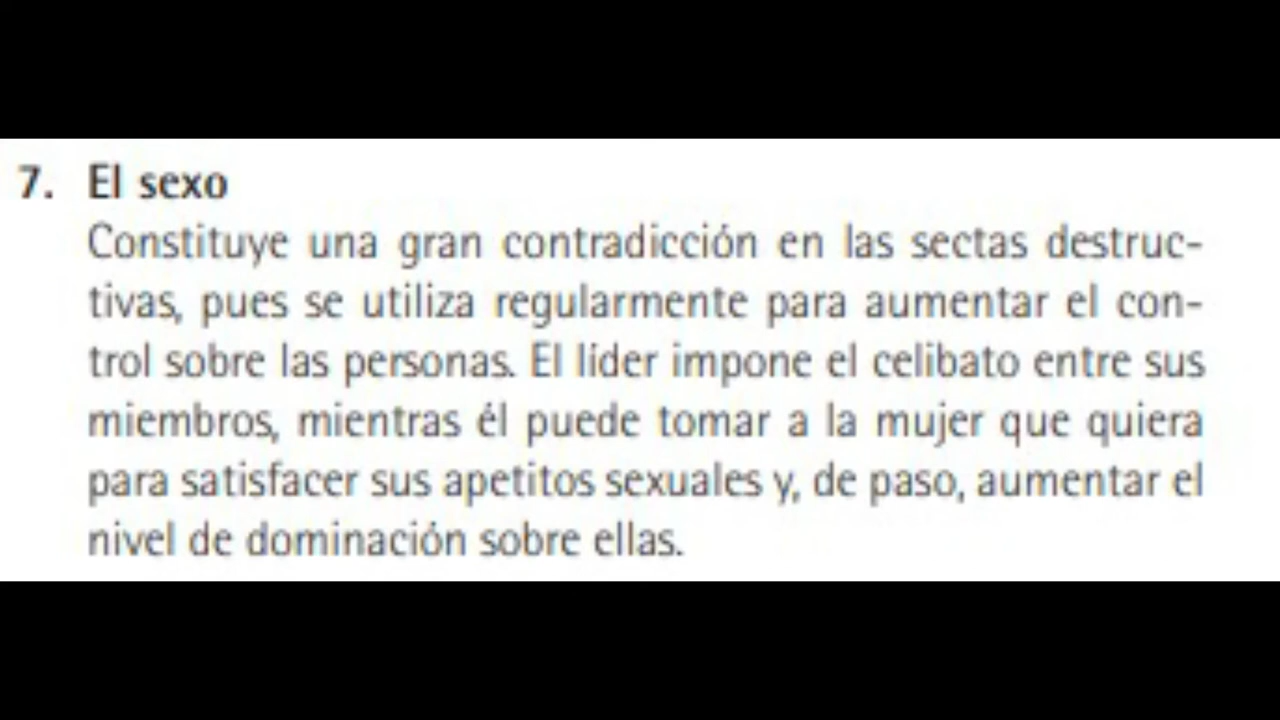 7. El sexo
Constituye una gran contradicción en las sectas destruc-
tivas, pues se utiliza regularmente para aumentar el con-
trol sobre las personas. El líder impone el celibato entre sus
miembros, mientras él puede tomar a la mujer que quiera
para satisfacer sus apetitos sexuales y, de paso, aumentar el
nivel de dominación sobre ellas.